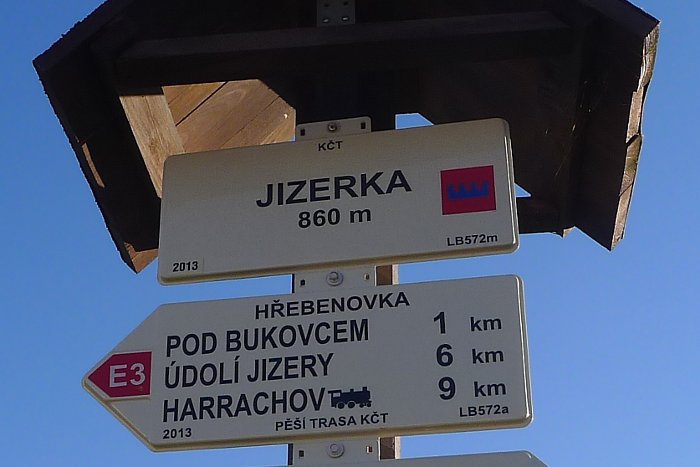 KČT
JIZERKA
860 m
LB572m
2013
HŘEBENOVKA
POD BUKOVCEM 1 km
ÚDOLÍ JIZERY 6 km
E3
HARRACHOV 9 km
PĚŠÍ TRASA KČT
LB572a
2013